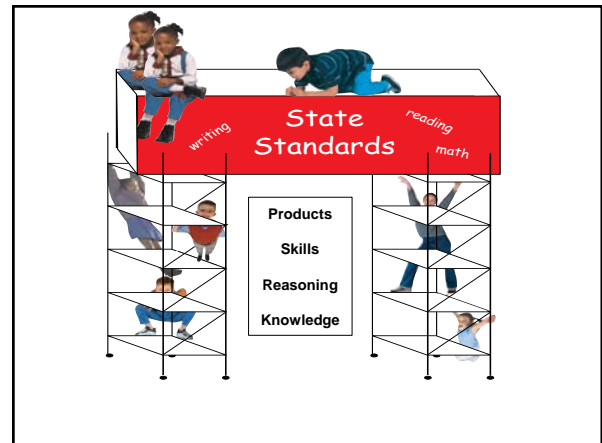 State
Standards
writing
reading
math
Products
Skills
Reasoning
Knowledge